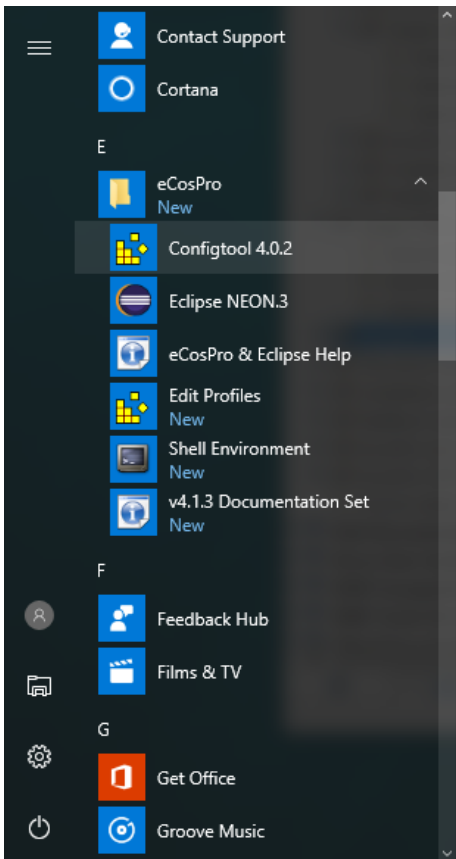 Contact Support
Cortana
E
eCosPro
New
Configtool 4.0.2
Eclipse NEON.3
eCosPro & Eclipse Help
Edit Profiles
New
Shell Environment
New
v4.1.3 Documentation Set
New
F
Feedback Hub
Films & TV
G
Get Office
Groove Music